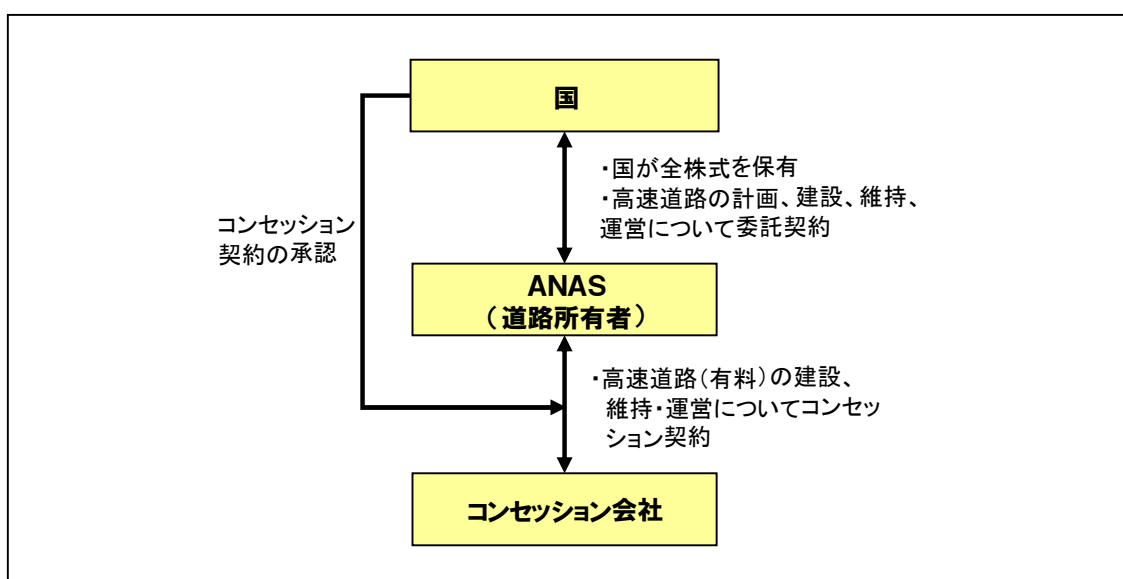 国
・国が全株式を保有
・高速道路の計画、建設、維持、
運営について委託契約
コンセッション
契約の承認
ANAS
（道路所有者）
・高速道路（有料）の建設、
維持・運営についてコンセッ
ション契約
コンセッション会社